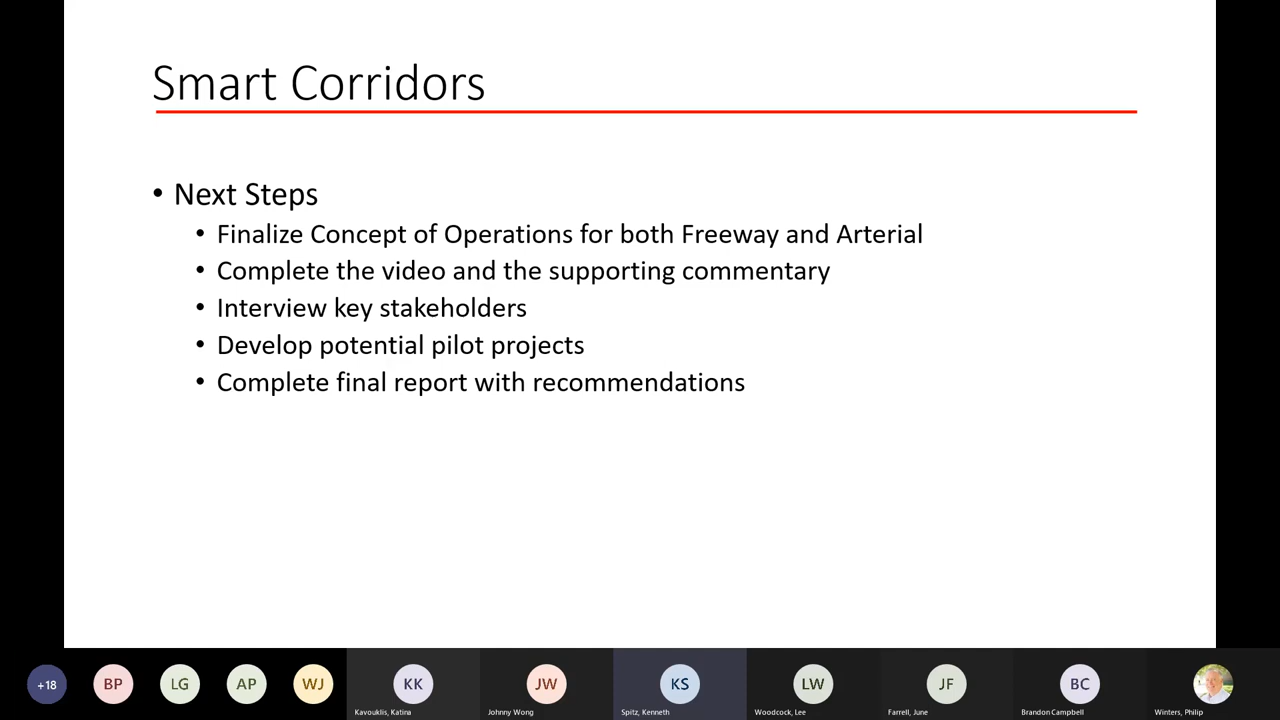 Smart Corridors
• Next Steps
• Finalize Concept of Operations for both Freeway and Arterial
• Complete the video and the supporting commentary
• Interview key stakeholders
• Develop potential pilot projects
• Complete final report with recommendations
+18
BP
LG
AP
WJ
KK
JW
KS
LW
JF
BC
Kavouklis, Katina
Johnny Wong
Spitz, Kenneth
Woodcock, Lee
Farrell, June
Brandon Campbell
Winters, Philip